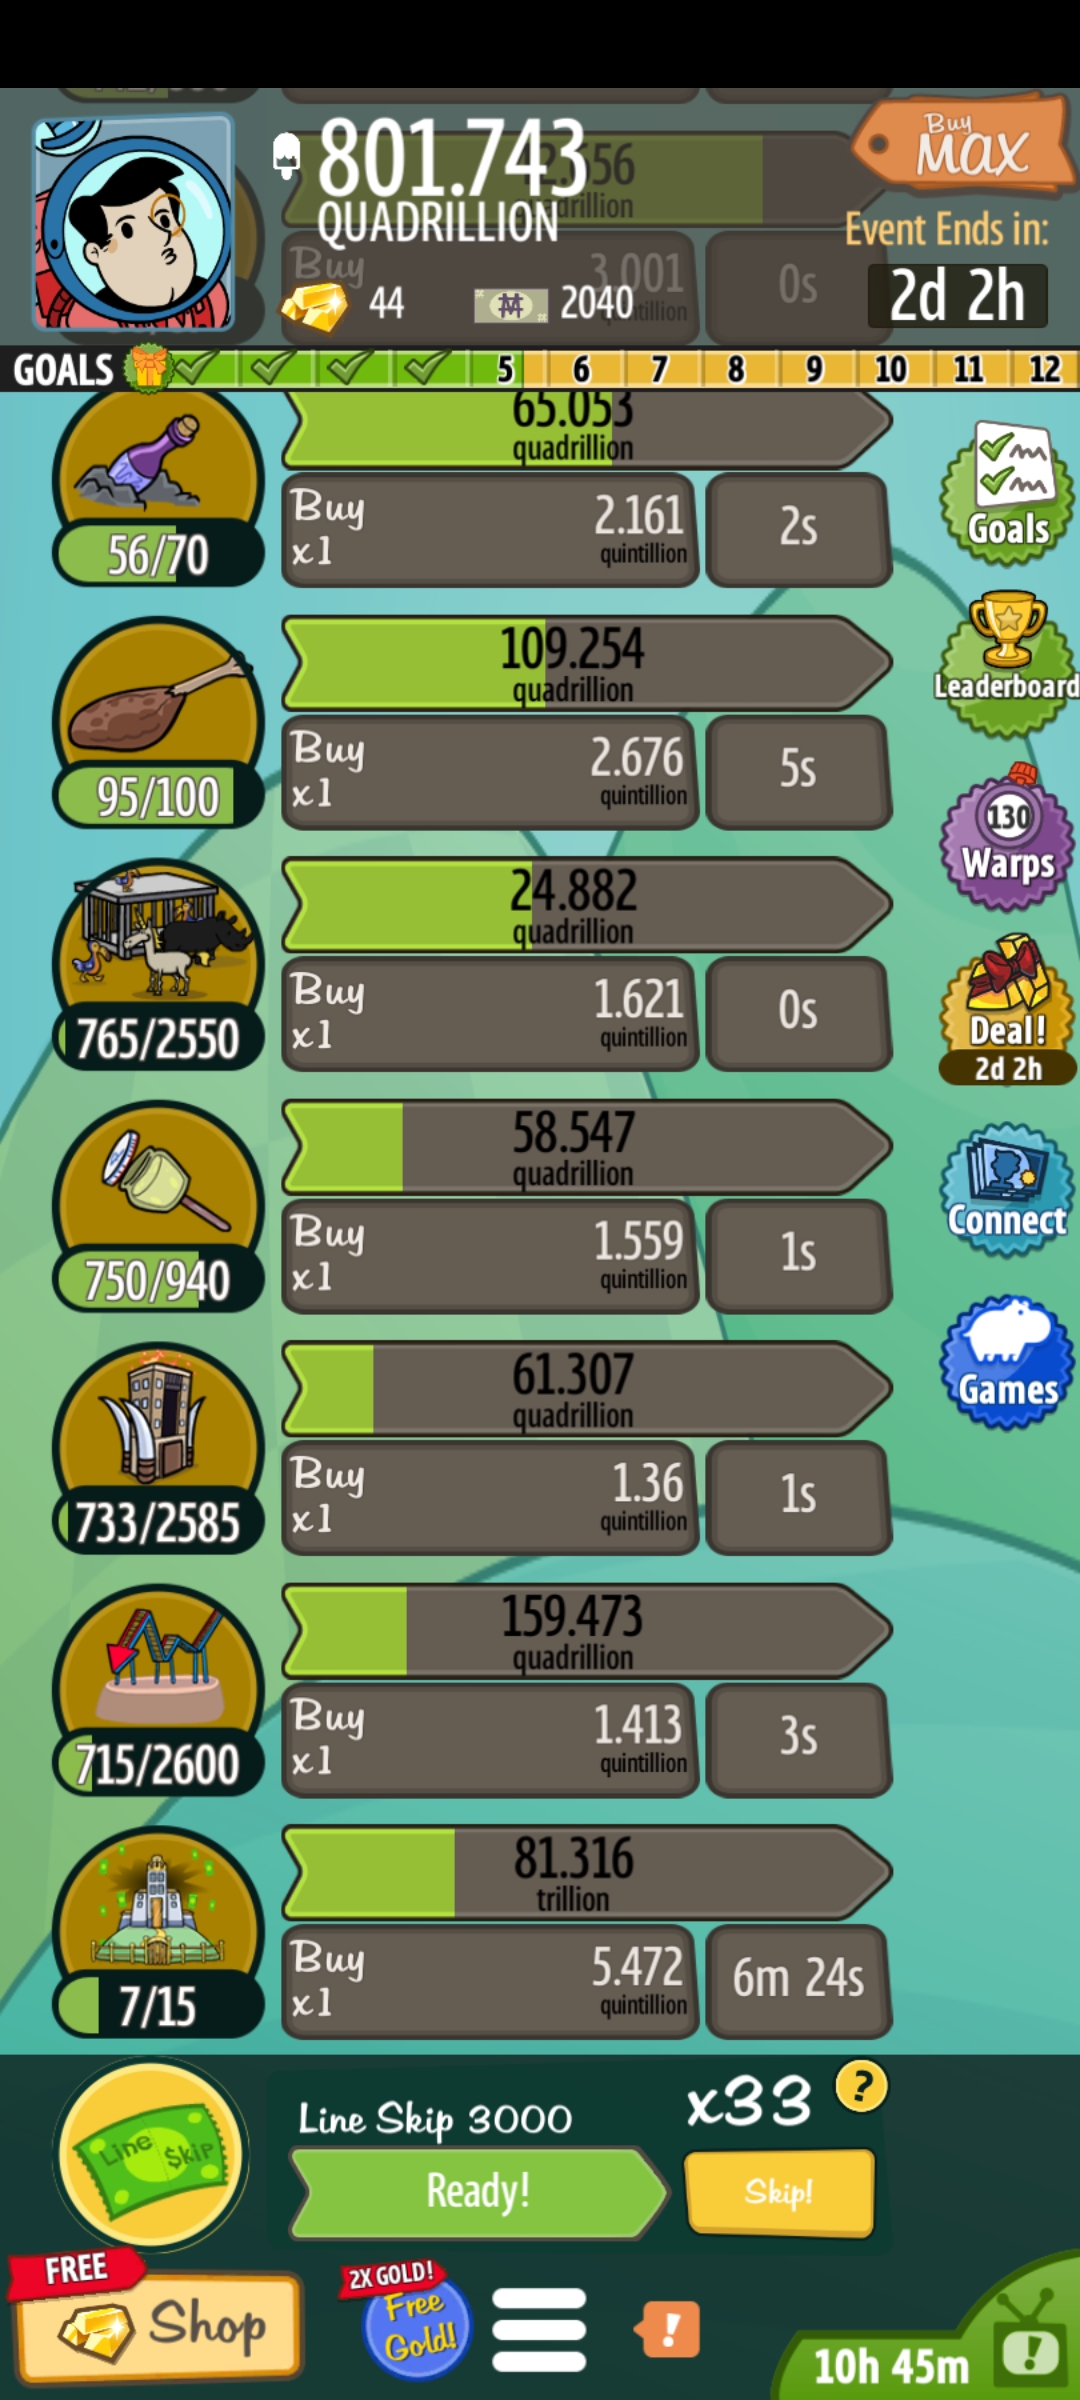 801.743
QUADRILLION
Buy
MAX
Event Ends in:
2d 2h
44
2040
Buy
3.001
0s
GOALS 5 6 7 8 9 10 11 12
65.053
quadrillion
56/70
Buy
x1
2.161
quintillion
2s
Goals
Leaderboard
109.254
quadrillion
95/100
Buy
x1
2.676
quintillion
5s
130
Warps
24.882
quadrillion
765/2550
Buy
x1
1.621
quintillion
0s
Deal!
2d 2h
58.547
quadrillion
750/940
Buy
x1
1.559
quintillion
1s
Connect
61.307
quadrillion
733/2585
Buy
x1
1.36
quintillion
1s
Games
159.473
quadrillion
715/2600
Buy
x1
1.413
quintillion
3s
81.316
trillion
7/15
Buy
x1
5.472
quintillion
6m 24s
Line $kip
Line Skip 3000
x33
?
Ready!
Skip!
FREE
Shop
2X GOLD!
Free
Gold!
!
10h 45m
!